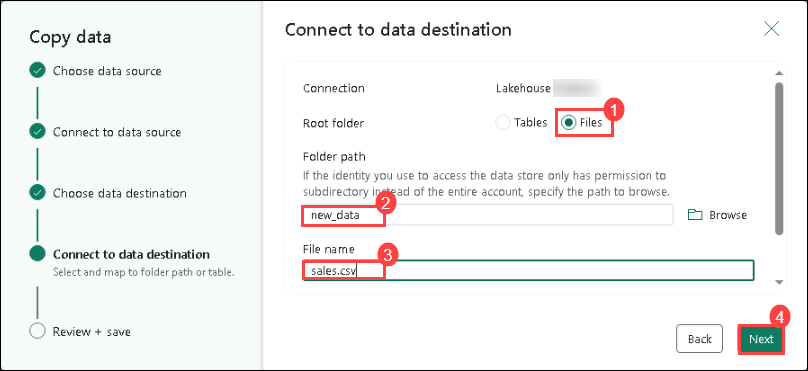 Copy data
Choose data source
Connect to data source
Choose data destination
Connect to data destination
Select and map to folder path or table.
Review + save
Connect to data destination
Connection Lakehouse
Root folder Tables Files 1
Folder path
If the identity you use to access the data store only has permission to
subdirectory instead of the entire account, specify the path to browse.
new_data 2 Browse
File name 3
sales.csv
4
Back Next